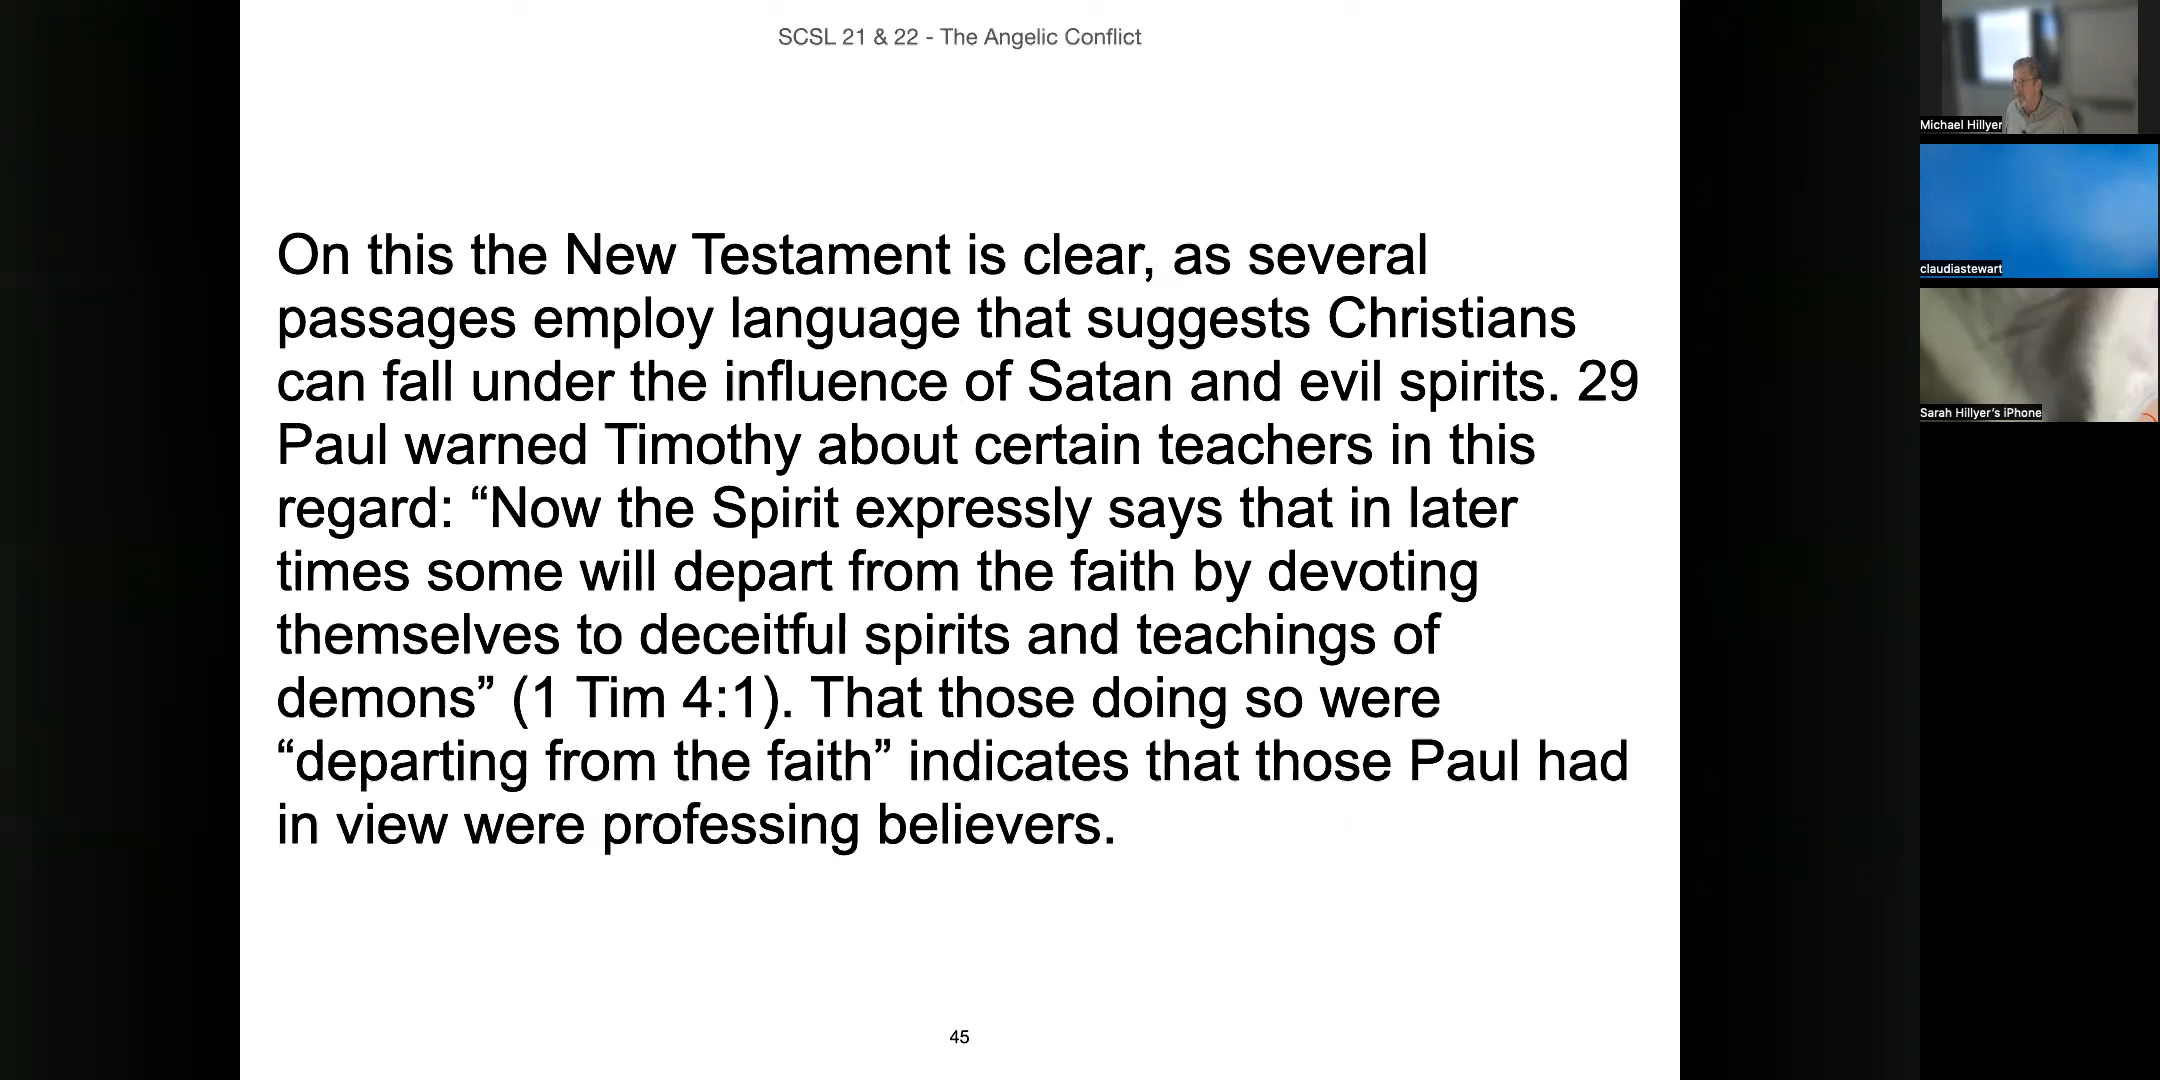 SCSL 21 & 22 - The Angelic Conflict
On this the New Testament is clear, as several
passages employ language that suggests Christians
can fall under the influence of Satan and evil spirits. 29
Paul warned Timothy about certain teachers in this
regard: “Now the Spirit expressly says that in later
times some will depart from the faith by devoting
themselves to deceitful spirits and teachings of
demons” (1 Tim 4:1). That those doing so were
“departing from the faith” indicates that those Paul had
in view were professing believers.
45
Michael Hillyer
claudiastewart
Sarah Hillyer’s iPhone